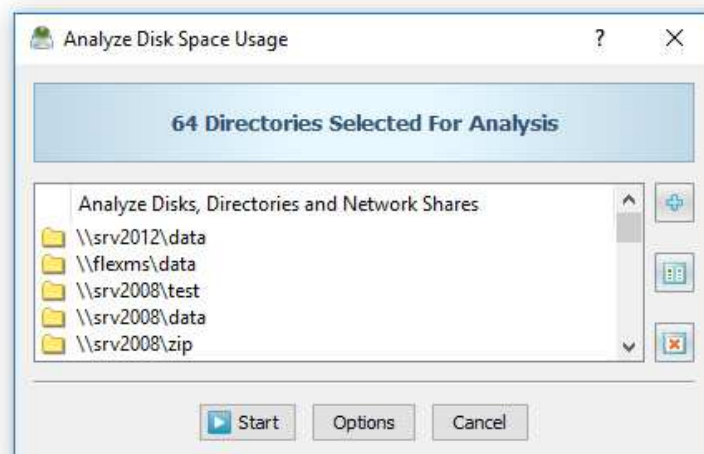 Analyze Disk Space Usage ?
64 Directories Selected For Analysis
Analyze Disks, Directories and Network Shares
\\srv2012\data
\\flexms\data
\\srv2008\test
\\srv2008\data
\\srv2008\zip
Start Options Cancel